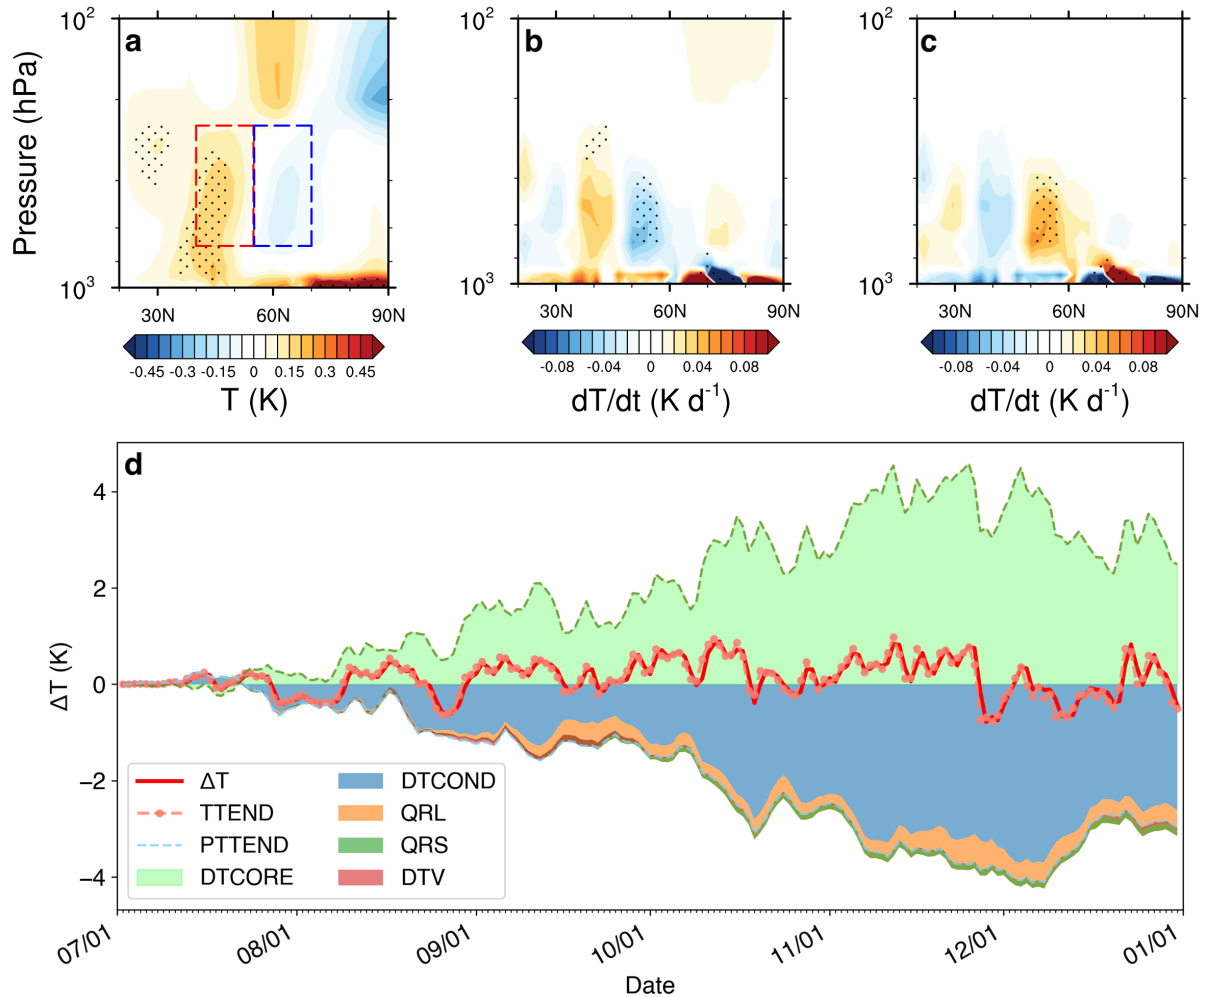 a
b
c
10²
10³
Pressure (hPa)
30N 60N 90N
-0.45 -0.3 -0.15 0 0.15 0.3 0.45
T (K)
10²
10³
30N 60N 90N
-0.08 -0.04 0 0.04 0.08
dT/dt (K d⁻¹)
10²
10³
30N 60N 90N
-0.08 -0.04 0 0.04 0.08
dT/dt (K d⁻¹)
d
ΔT (K)
4
2
0
−2
−4
ΔT
TTEND
PTTEND
DTCORE
DTCOND
QRL
QRS
DTV
07/01 08/01 09/01 10/01 11/01 12/01 01/01
Date